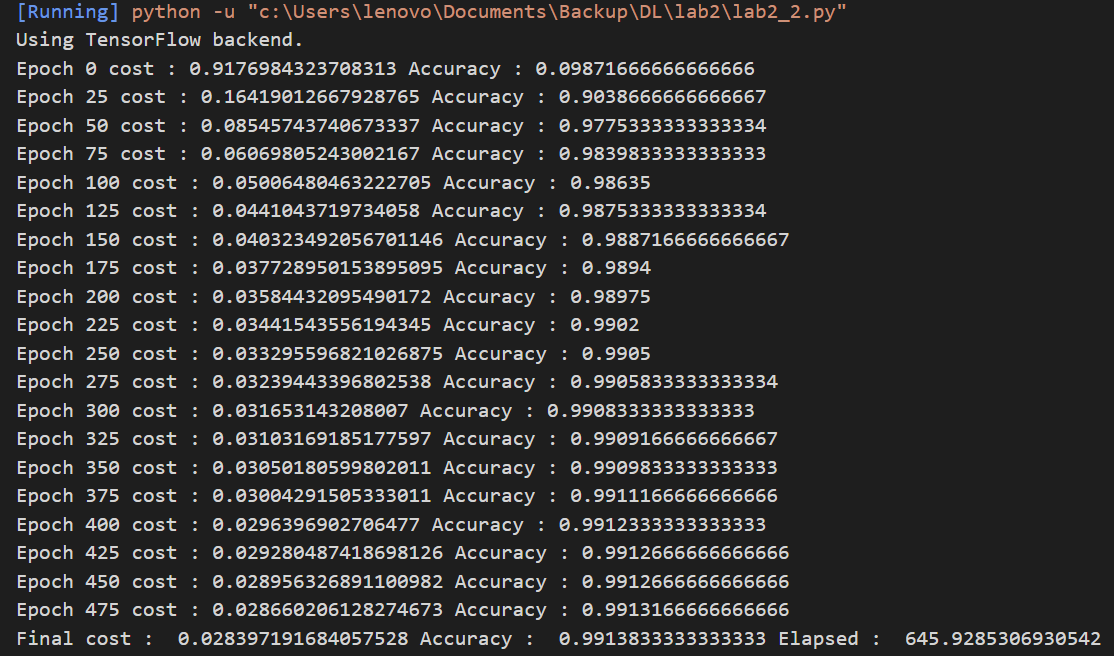 [Running] python -u "c:\Users\lenovo\Documents\Backup\DL\lab2\lab2_2.py"
Using TensorFlow backend.
Epoch 0 cost : 0.9176984323708313 Accuracy : 0.09871666666666666
Epoch 25 cost : 0.16419012667928765 Accuracy : 0.9038666666666667
Epoch 50 cost : 0.08545743740673337 Accuracy : 0.9775333333333334
Epoch 75 cost : 0.06069805243002167 Accuracy : 0.9839833333333333
Epoch 100 cost : 0.05006480463222705 Accuracy : 0.98635
Epoch 125 cost : 0.0441043719734058 Accuracy : 0.9875333333333334
Epoch 150 cost : 0.040323492056701146 Accuracy : 0.9887166666666667
Epoch 175 cost : 0.037728950153895095 Accuracy : 0.9894
Epoch 200 cost : 0.03584432095490172 Accuracy : 0.98975
Epoch 225 cost : 0.03441543556194345 Accuracy : 0.9902
Epoch 250 cost : 0.033295596821026875 Accuracy : 0.9905
Epoch 275 cost : 0.03239443396802538 Accuracy : 0.9905833333333334
Epoch 300 cost : 0.031653143208007 Accuracy : 0.9908333333333333
Epoch 325 cost : 0.03103169185177597 Accuracy : 0.9909166666666667
Epoch 350 cost : 0.03050180599802011 Accuracy : 0.9909833333333333
Epoch 375 cost : 0.03004291505333011 Accuracy : 0.9911166666666666
Epoch 400 cost : 0.0296396902706477 Accuracy : 0.9912333333333333
Epoch 425 cost : 0.029280487418698126 Accuracy : 0.9912666666666666
Epoch 450 cost : 0.028956326891100982 Accuracy : 0.9912666666666666
Epoch 475 cost : 0.028660206128274673 Accuracy : 0.9913166666666666
Final cost :  0.028397191684057528 Accuracy :  0.9913833333333333 Elapsed :  645.9285306930542